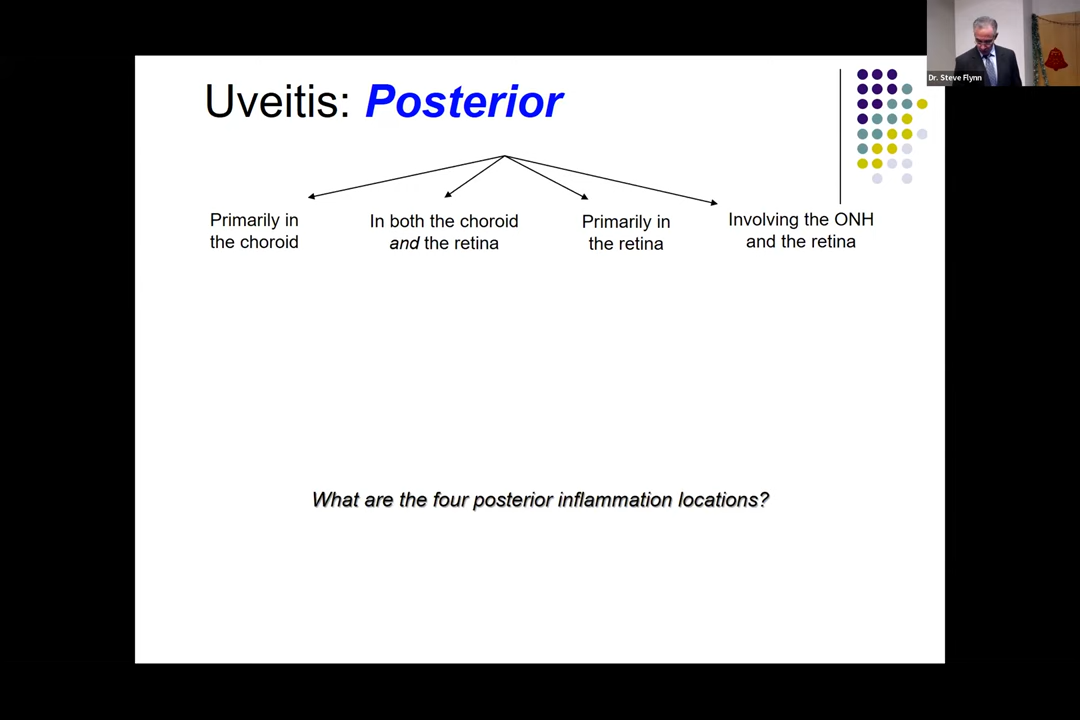 Dr. Steve Flynn
Uveitis: Posterior
Primarily in
the choroid
In both the choroid
and the retina
Primarily in
the retina
Involving the ONH
and the retina
What are the four posterior inflammation locations?